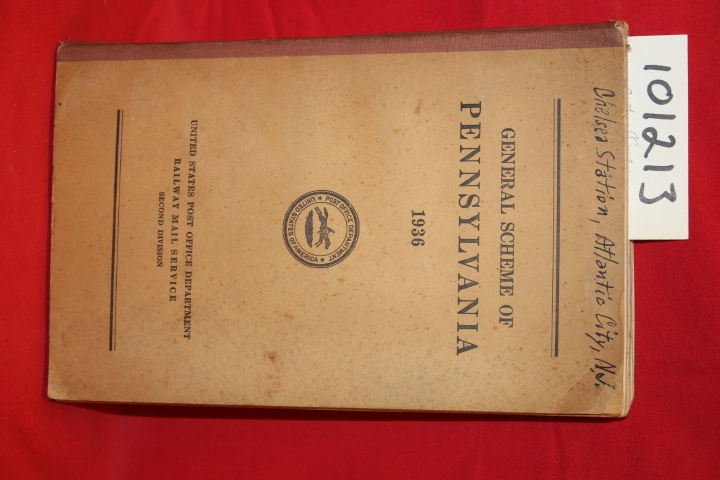 101213
Chelsea Station, Atlantic City, N.J.
GENERAL SCHEME OF
PENNSYLVANIA
1936
POST OFFICE DEPARTMENT
UNITED STATES OF AMERICA
UNITED STATES POST OFFICE DEPARTMENT
RAILWAY MAIL SERVICE
SECOND DIVISION